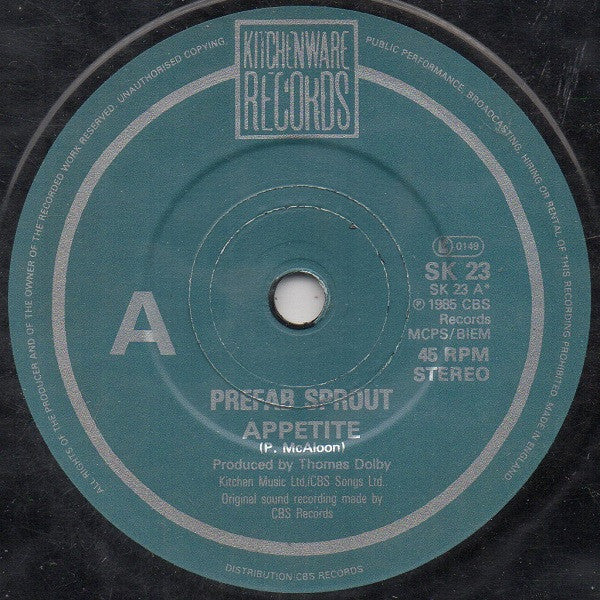 KITCHENWARE
RECORDS
ALL RIGHTS OF THE PRODUCER AND OF THE OWNER OF THE RECORDED WORK RESERVED. UNAUTHORISED COPYING
PUBLIC PERFORMANCE. BROADCASTING. HIRING OR RENTAL OF THIS RECORDING PROHIBITED. MADE IN ENGLAND.
A
L 0149
SK 23
SK 23 A*
℗ 1985 CBS
Records
MCPS/BIEM
45 RPM
STEREO
PREFAB SPROUT
APPETITE
(P. McAloon)
Produced by Thomas Dolby
Kitchen Music Ltd./CBS Songs Ltd.
Original sound recording made by
CBS Records
DISTRIBUTION:CBS RECORDS